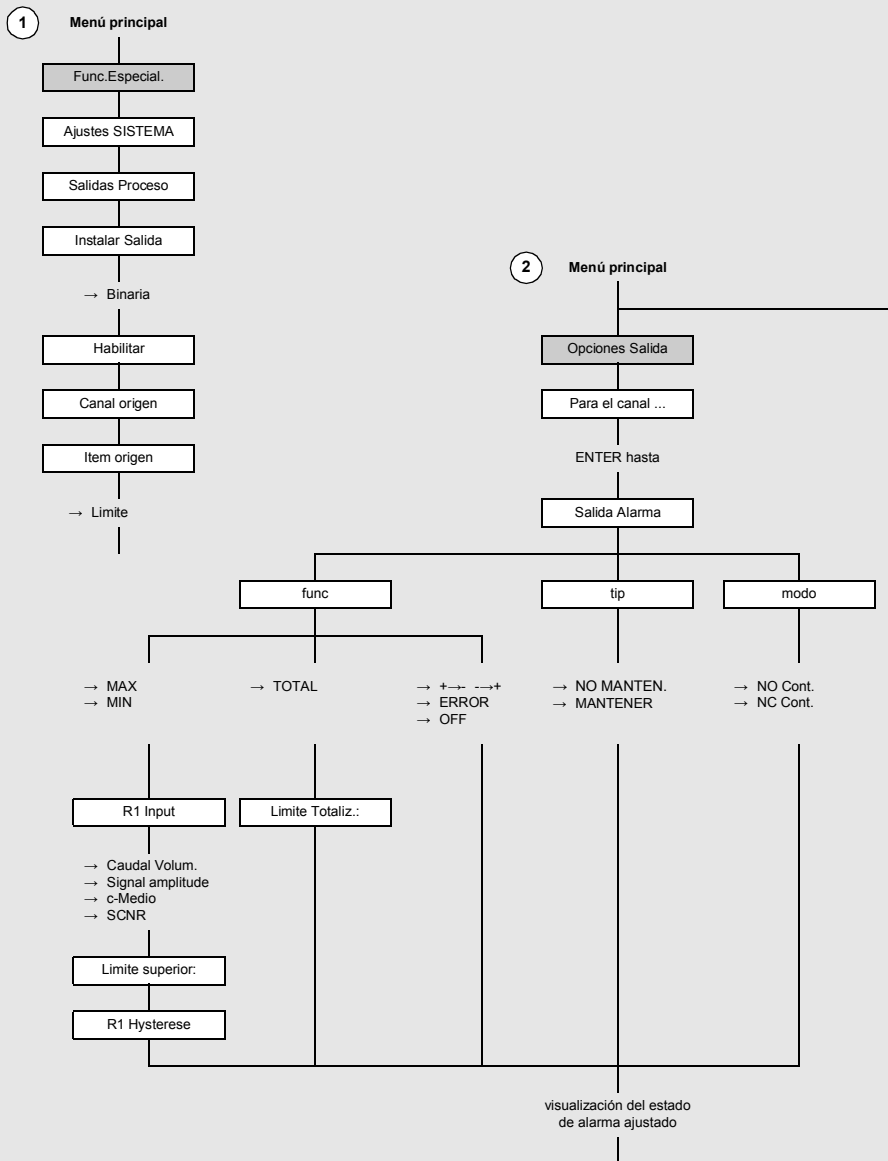 1
Menú principal
Func.Especial.
Ajustes SISTEMA
Salidas Proceso
Instalar Salida
→ Binaria
Habilitar
Canal origen
Item origen
→ Limite
2
Menú principal
Opciones Salida
Para el canal ...
ENTER hasta
Salida Alarma
func
tip
modo
→ MAX
→ MIN
→ TOTAL
→ +→- -→+
→ ERROR
→ OFF
→ NO MANTEN.
→ MANTENER
→ NO Cont.
→ NC Cont.
R1 Input
Limite Totaliz.:
→ Caudal Volum.
→ Signal amplitude
→ c-Medio
→ SCNR
Limite superior:
R1 Hysterese
visualización del estado
de alarma ajustado